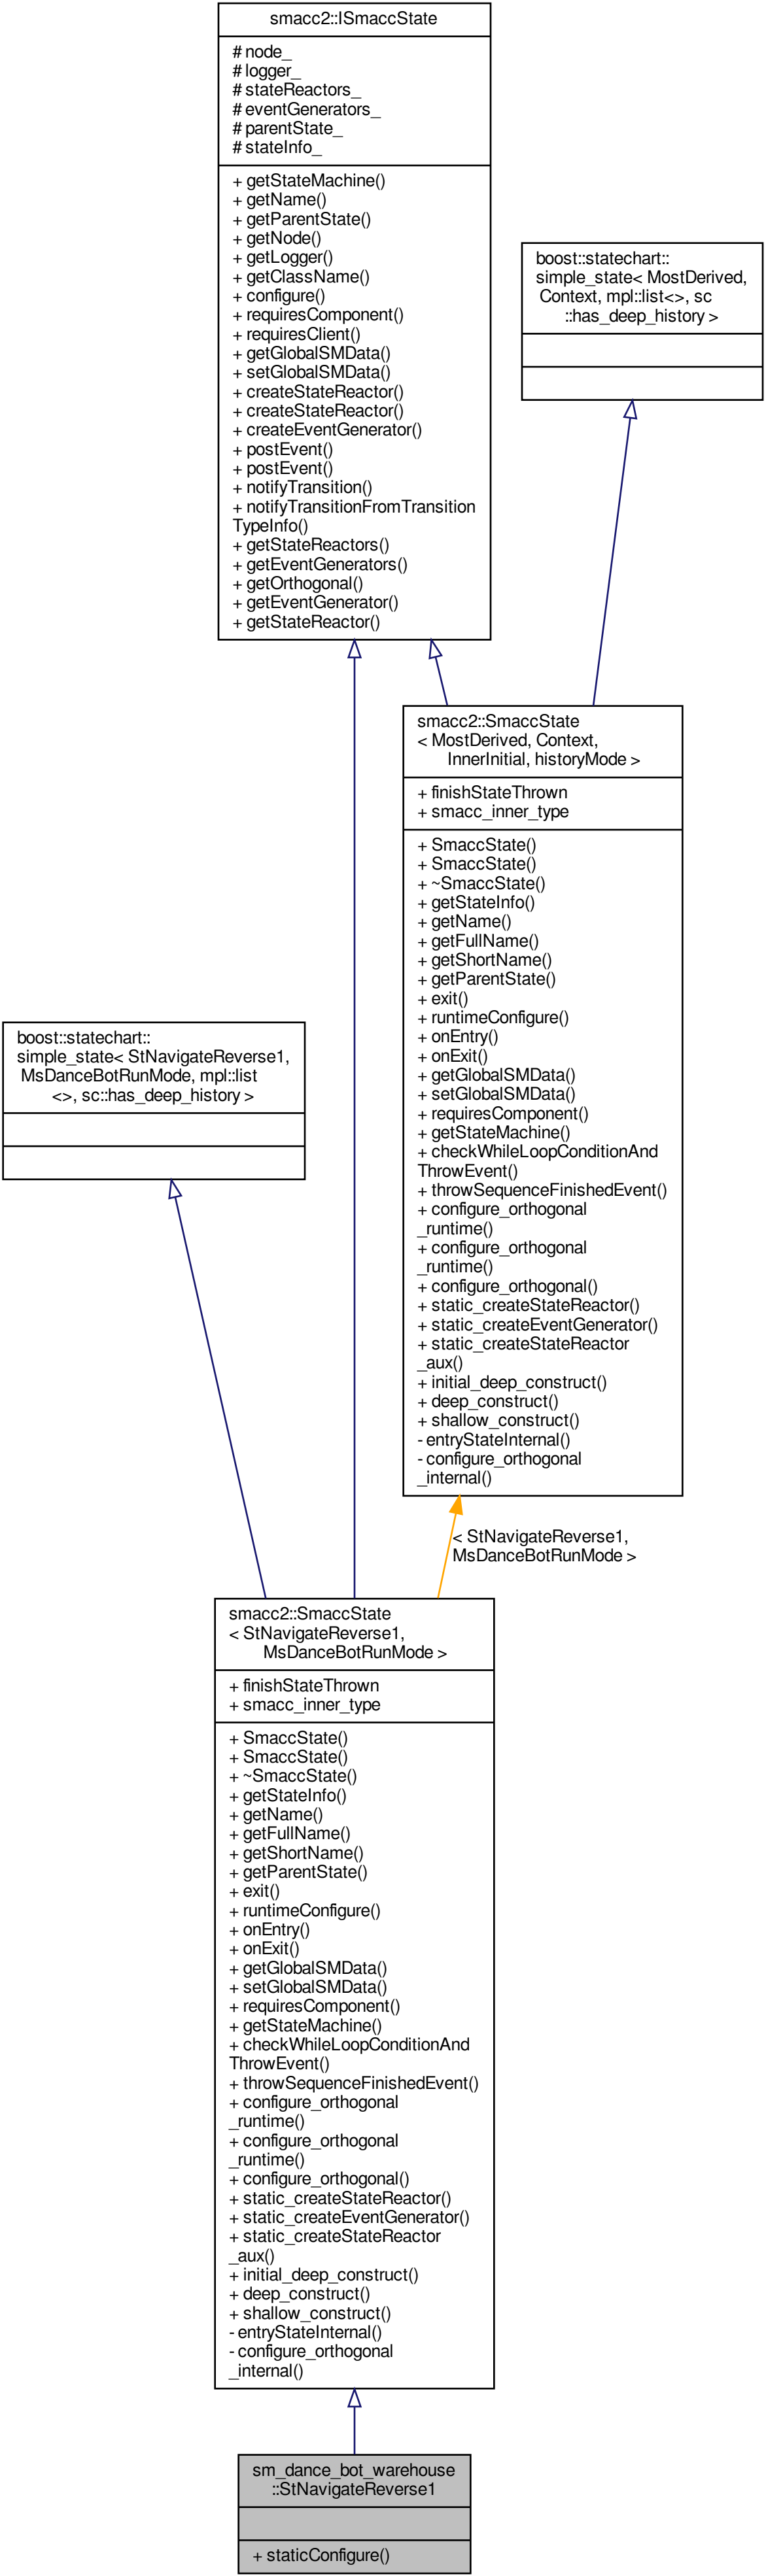 smacc2::ISmaccState
# node_
# logger_
# stateReactors_
# eventGenerators_
# parentState_
# stateInfo_
+ getStateMachine()
+ getName()
+ getParentState()
+ getNode()
+ getLogger()
+ getClassName()
+ configure()
+ requiresComponent()
+ requiresClient()
+ getGlobalSMData()
+ setGlobalSMData()
+ createStateReactor()
+ createStateReactor()
+ createEventGenerator()
+ postEvent()
+ postEvent()
+ notifyTransition()
+ notifyTransitionFromTransition
TypeInfo()
+ getStateReactors()
+ getEventGenerators()
+ getOrthogonal()
+ getEventGenerator()
+ getStateReactor()
boost::statechart::
simple_state< MostDerived,
Context, mpl::list<>, sc
::has_deep_history >
smacc2::SmaccState
< MostDerived, Context,
InnerInitial, historyMode >
+ finishStateThrown
+ smacc_inner_type
+ SmaccState()
+ SmaccState()
+ ~SmaccState()
+ getStateInfo()
+ getName()
+ getFullName()
+ getShortName()
+ getParentState()
+ exit()
+ runtimeConfigure()
+ onEntry()
+ onExit()
+ getGlobalSMData()
+ setGlobalSMData()
+ requiresComponent()
+ getStateMachine()
+ checkWhileLoopConditionAnd
ThrowEvent()
+ throwSequenceFinishedEvent()
+ configure_orthogonal
_runtime()
+ configure_orthogonal
_runtime()
+ configure_orthogonal()
+ static_createStateReactor()
+ static_createEventGenerator()
+ static_createStateReactor
_aux()
+ initial_deep_construct()
+ deep_construct()
+ shallow_construct()
- entryStateInternal()
- configure_orthogonal
_internal()
boost::statechart::
simple_state< StNavigateReverse1,
MsDanceBotRunMode, mpl::list
<>, sc::has_deep_history >
< StNavigateReverse1,
MsDanceBotRunMode >
smacc2::SmaccState
< StNavigateReverse1,
MsDanceBotRunMode >
+ finishStateThrown
+ smacc_inner_type
+ SmaccState()
+ SmaccState()
+ ~SmaccState()
+ getStateInfo()
+ getName()
+ getFullName()
+ getShortName()
+ getParentState()
+ exit()
+ runtimeConfigure()
+ onEntry()
+ onExit()
+ getGlobalSMData()
+ setGlobalSMData()
+ requiresComponent()
+ getStateMachine()
+ checkWhileLoopConditionAnd
ThrowEvent()
+ throwSequenceFinishedEvent()
+ configure_orthogonal
_runtime()
+ configure_orthogonal
_runtime()
+ configure_orthogonal()
+ static_createStateReactor()
+ static_createEventGenerator()
+ static_createStateReactor
_aux()
+ initial_deep_construct()
+ deep_construct()
+ shallow_construct()
- entryStateInternal()
- configure_orthogonal
_internal()
sm_dance_bot_warehouse
::StNavigateReverse1
+ staticConfigure()